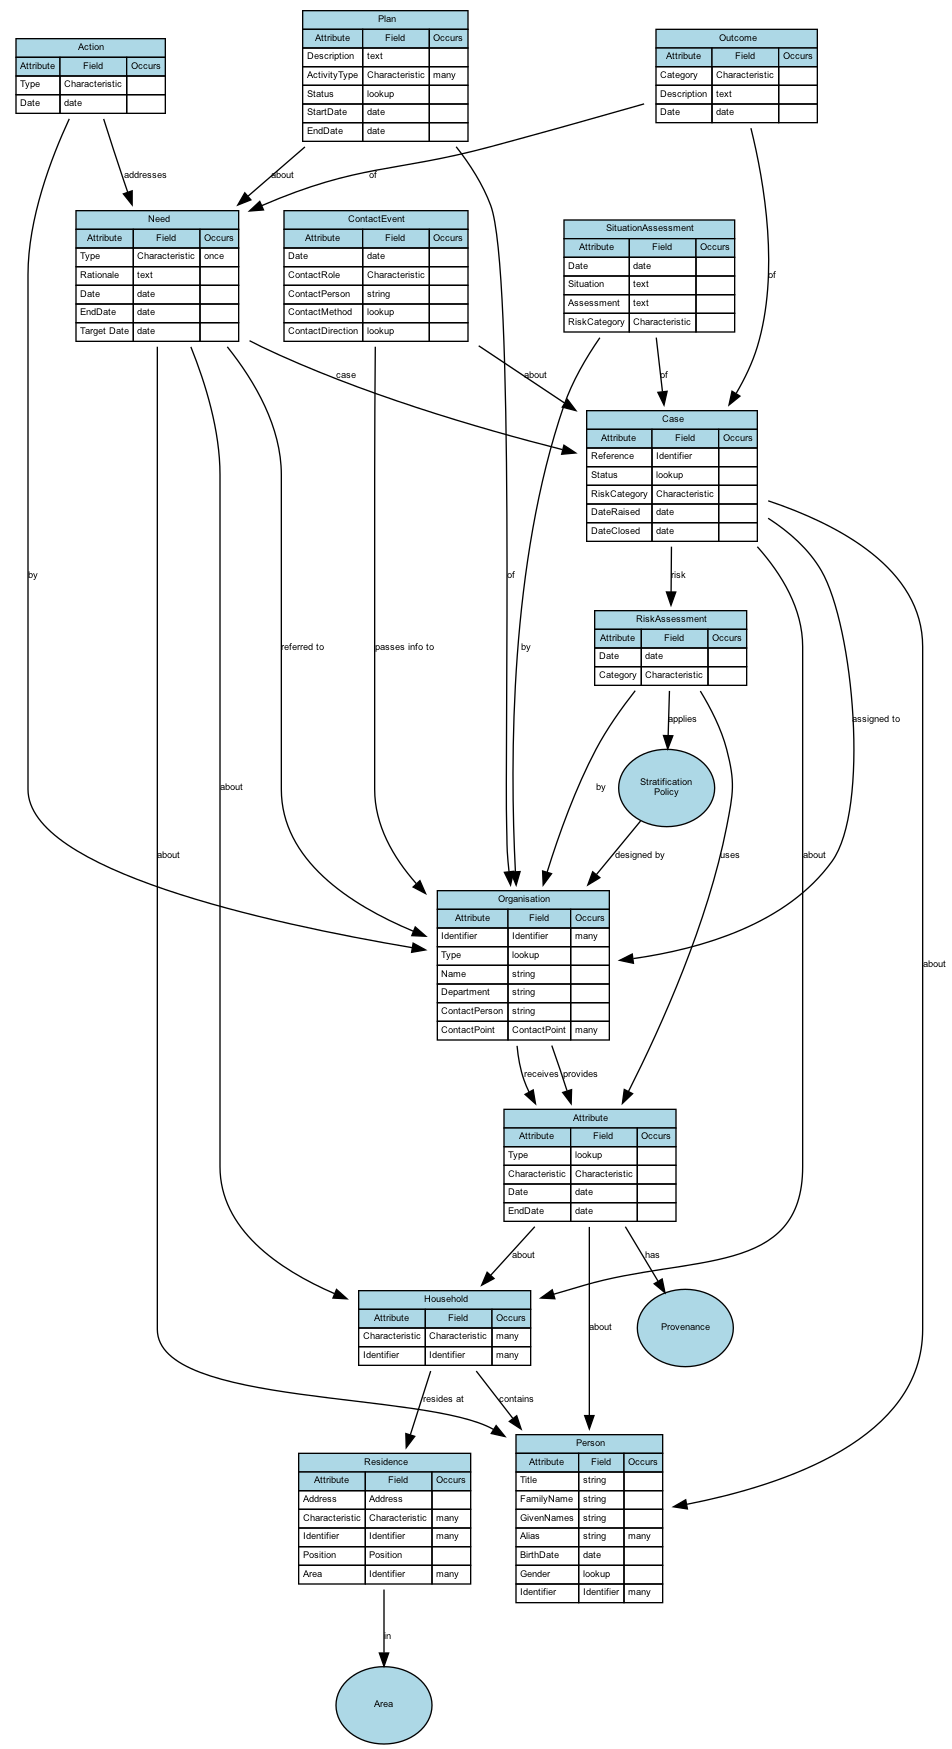 Plan
Attribute Field Occurs
Description text
ActivityType Characteristic many
Status lookup
StartDate date
EndDate date
Outcome
Attribute Field Occurs
Category Characteristic
Description text
Date date
Action
Attribute Field Occurs
Type Characteristic
Date date
addresses
about
of
Need
Attribute Field Occurs
Type Characteristic once
Rationale text
Date date
EndDate date
Target Date date
ContactEvent
Attribute Field Occurs
Date date
ContactRole Characteristic
ContactPerson string
ContactMethod lookup
ContactDirection lookup
SituationAssessment
Attribute Field Occurs
Date date
Situation text
Assessment text
RiskCategory Characteristic
of
case
about
of
Case
Attribute Field Occurs
Reference Identifier
Status lookup
RiskCategory Characteristic
DateRaised date
DateClosed date
by
of
risk
RiskAssessment
Attribute Field Occurs
Date date
Category Characteristic
referred to
passes info to
by
applies
assigned to
Stratification
Policy
about
by
about
designed by
uses
about
Organisation
Attribute Field Occurs
Identifier Identifier many
Type lookup
Name string
Department string
ContactPerson string
ContactPoint ContactPoint many
about
receives
provides
Attribute
Attribute Field Occurs
Type lookup
Characteristic Characteristic
Date date
EndDate date
about
has
Household
Attribute Field Occurs
Characteristic Characteristic many
Identifier Identifier many
about
Provenance
resides at
contains
Residence
Attribute Field Occurs
Address Address
Characteristic Characteristic many
Identifier Identifier many
Position Position
Area Identifier many
Person
Attribute Field Occurs
Title string
FamilyName string
GivenNames string
Alias string many
BirthDate date
Gender lookup
Identifier Identifier many
in
Area